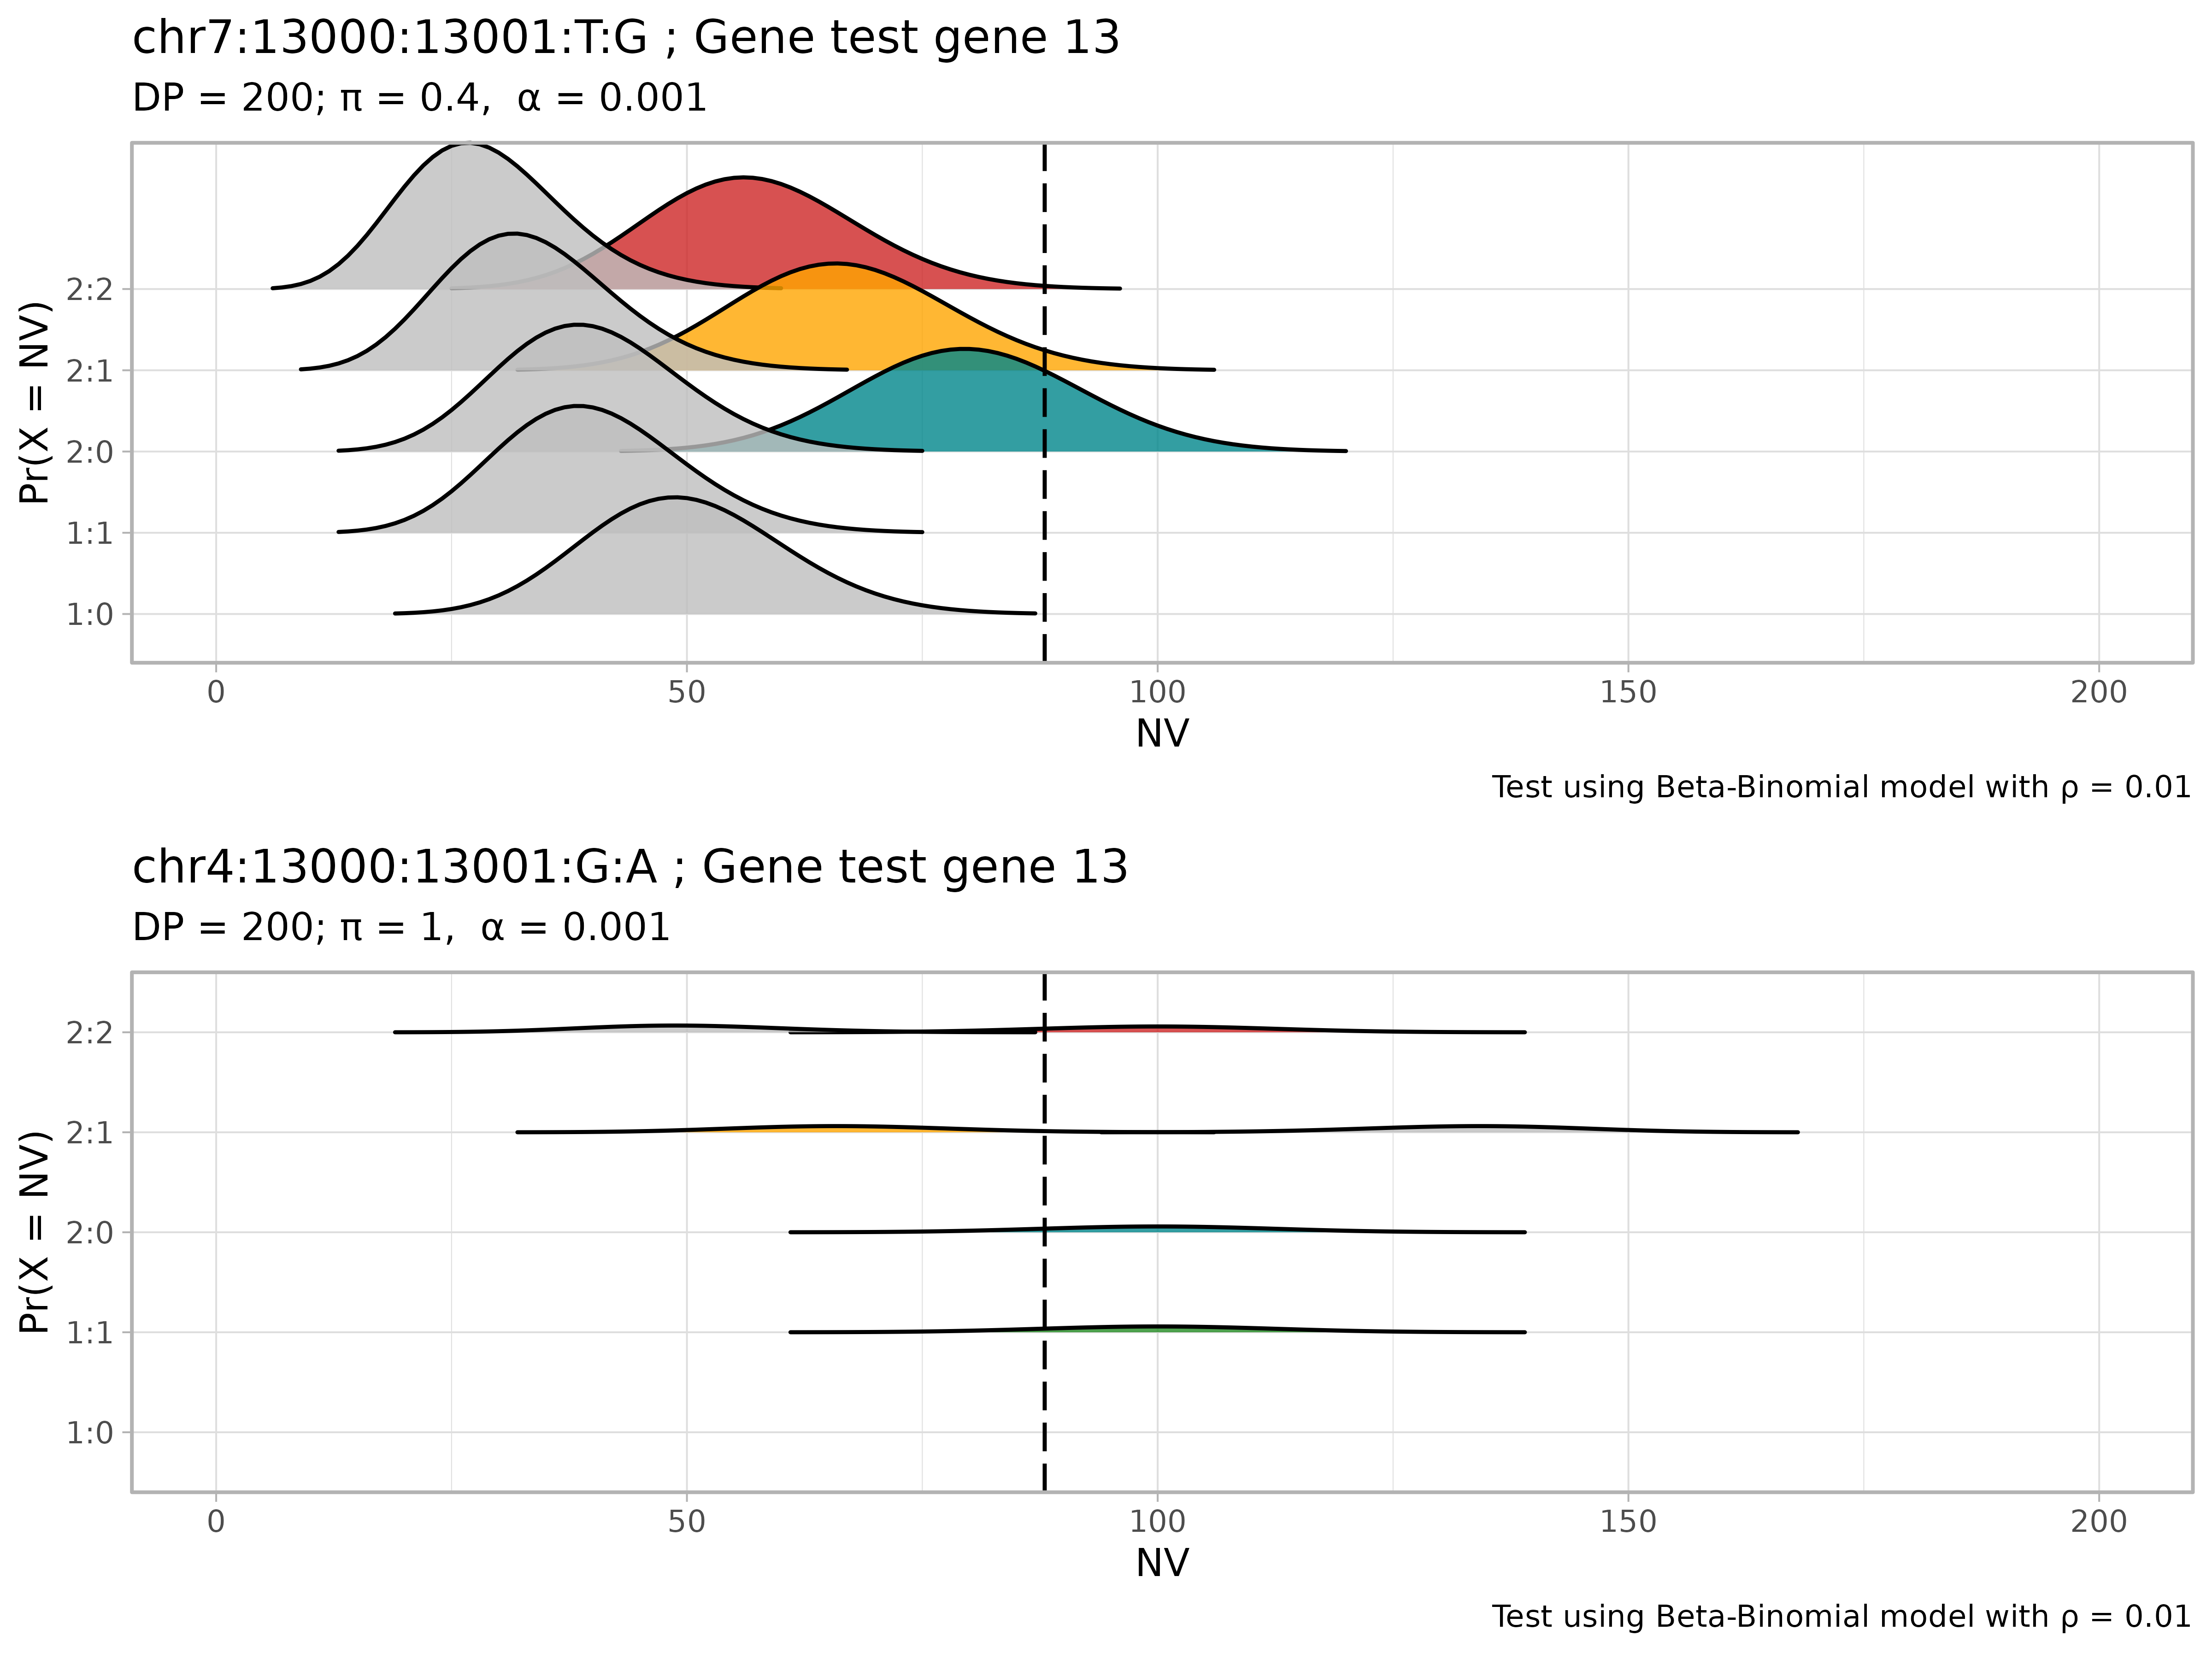 chr7:13000:13001:T:G ; Gene test gene 13
DP = 200; π = 0.4,  α = 0.001
Pr(X = NV)
2:2
2:1
2:0
1:1
1:0
0 50 100 150 200
NV
Test using Beta-Binomial model with ρ = 0.01
chr4:13000:13001:G:A ; Gene test gene 13
DP = 200; π = 1,  α = 0.001
Pr(X = NV)
2:2
2:1
2:0
1:1
1:0
0 50 100 150 200
NV
Test using Beta-Binomial model with ρ = 0.01